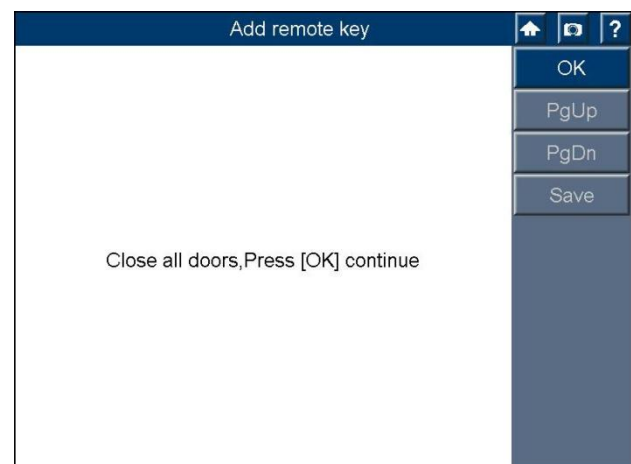 Add remote key
?
OK
PgUp
PgDn
Save
Close all doors,Press [OK] continue